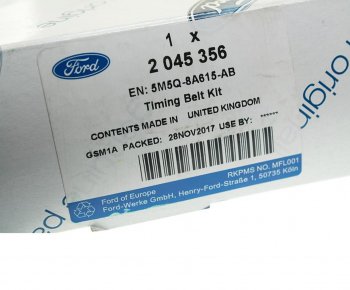 Ford
1 x
2 045 356
EN: 5M5Q-8A615-AB
Timing Belt Kit
CONTENTS MADE IN UNITED KINGDOM
GSM1A PACKED: 28NOV2017 USE BY: ******
RKPMS NO. MFL001
Ford of Europe
Ford-Werke GmbH, Henry-Ford-Straße 1, 50735 Köln
origin